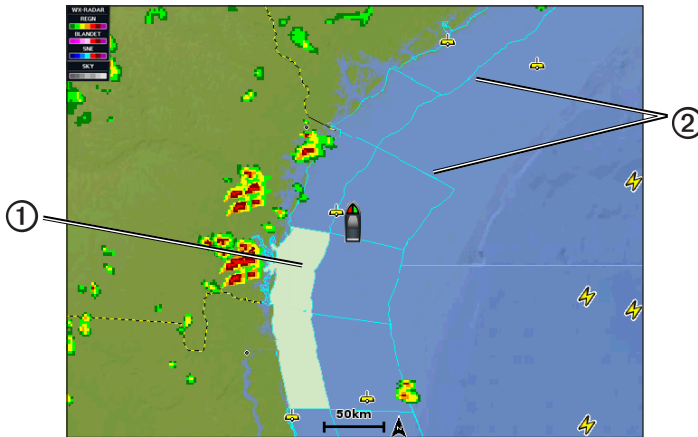 WX-RADAR
REGN
BLANDET
SNE
SKY
①
②
50km